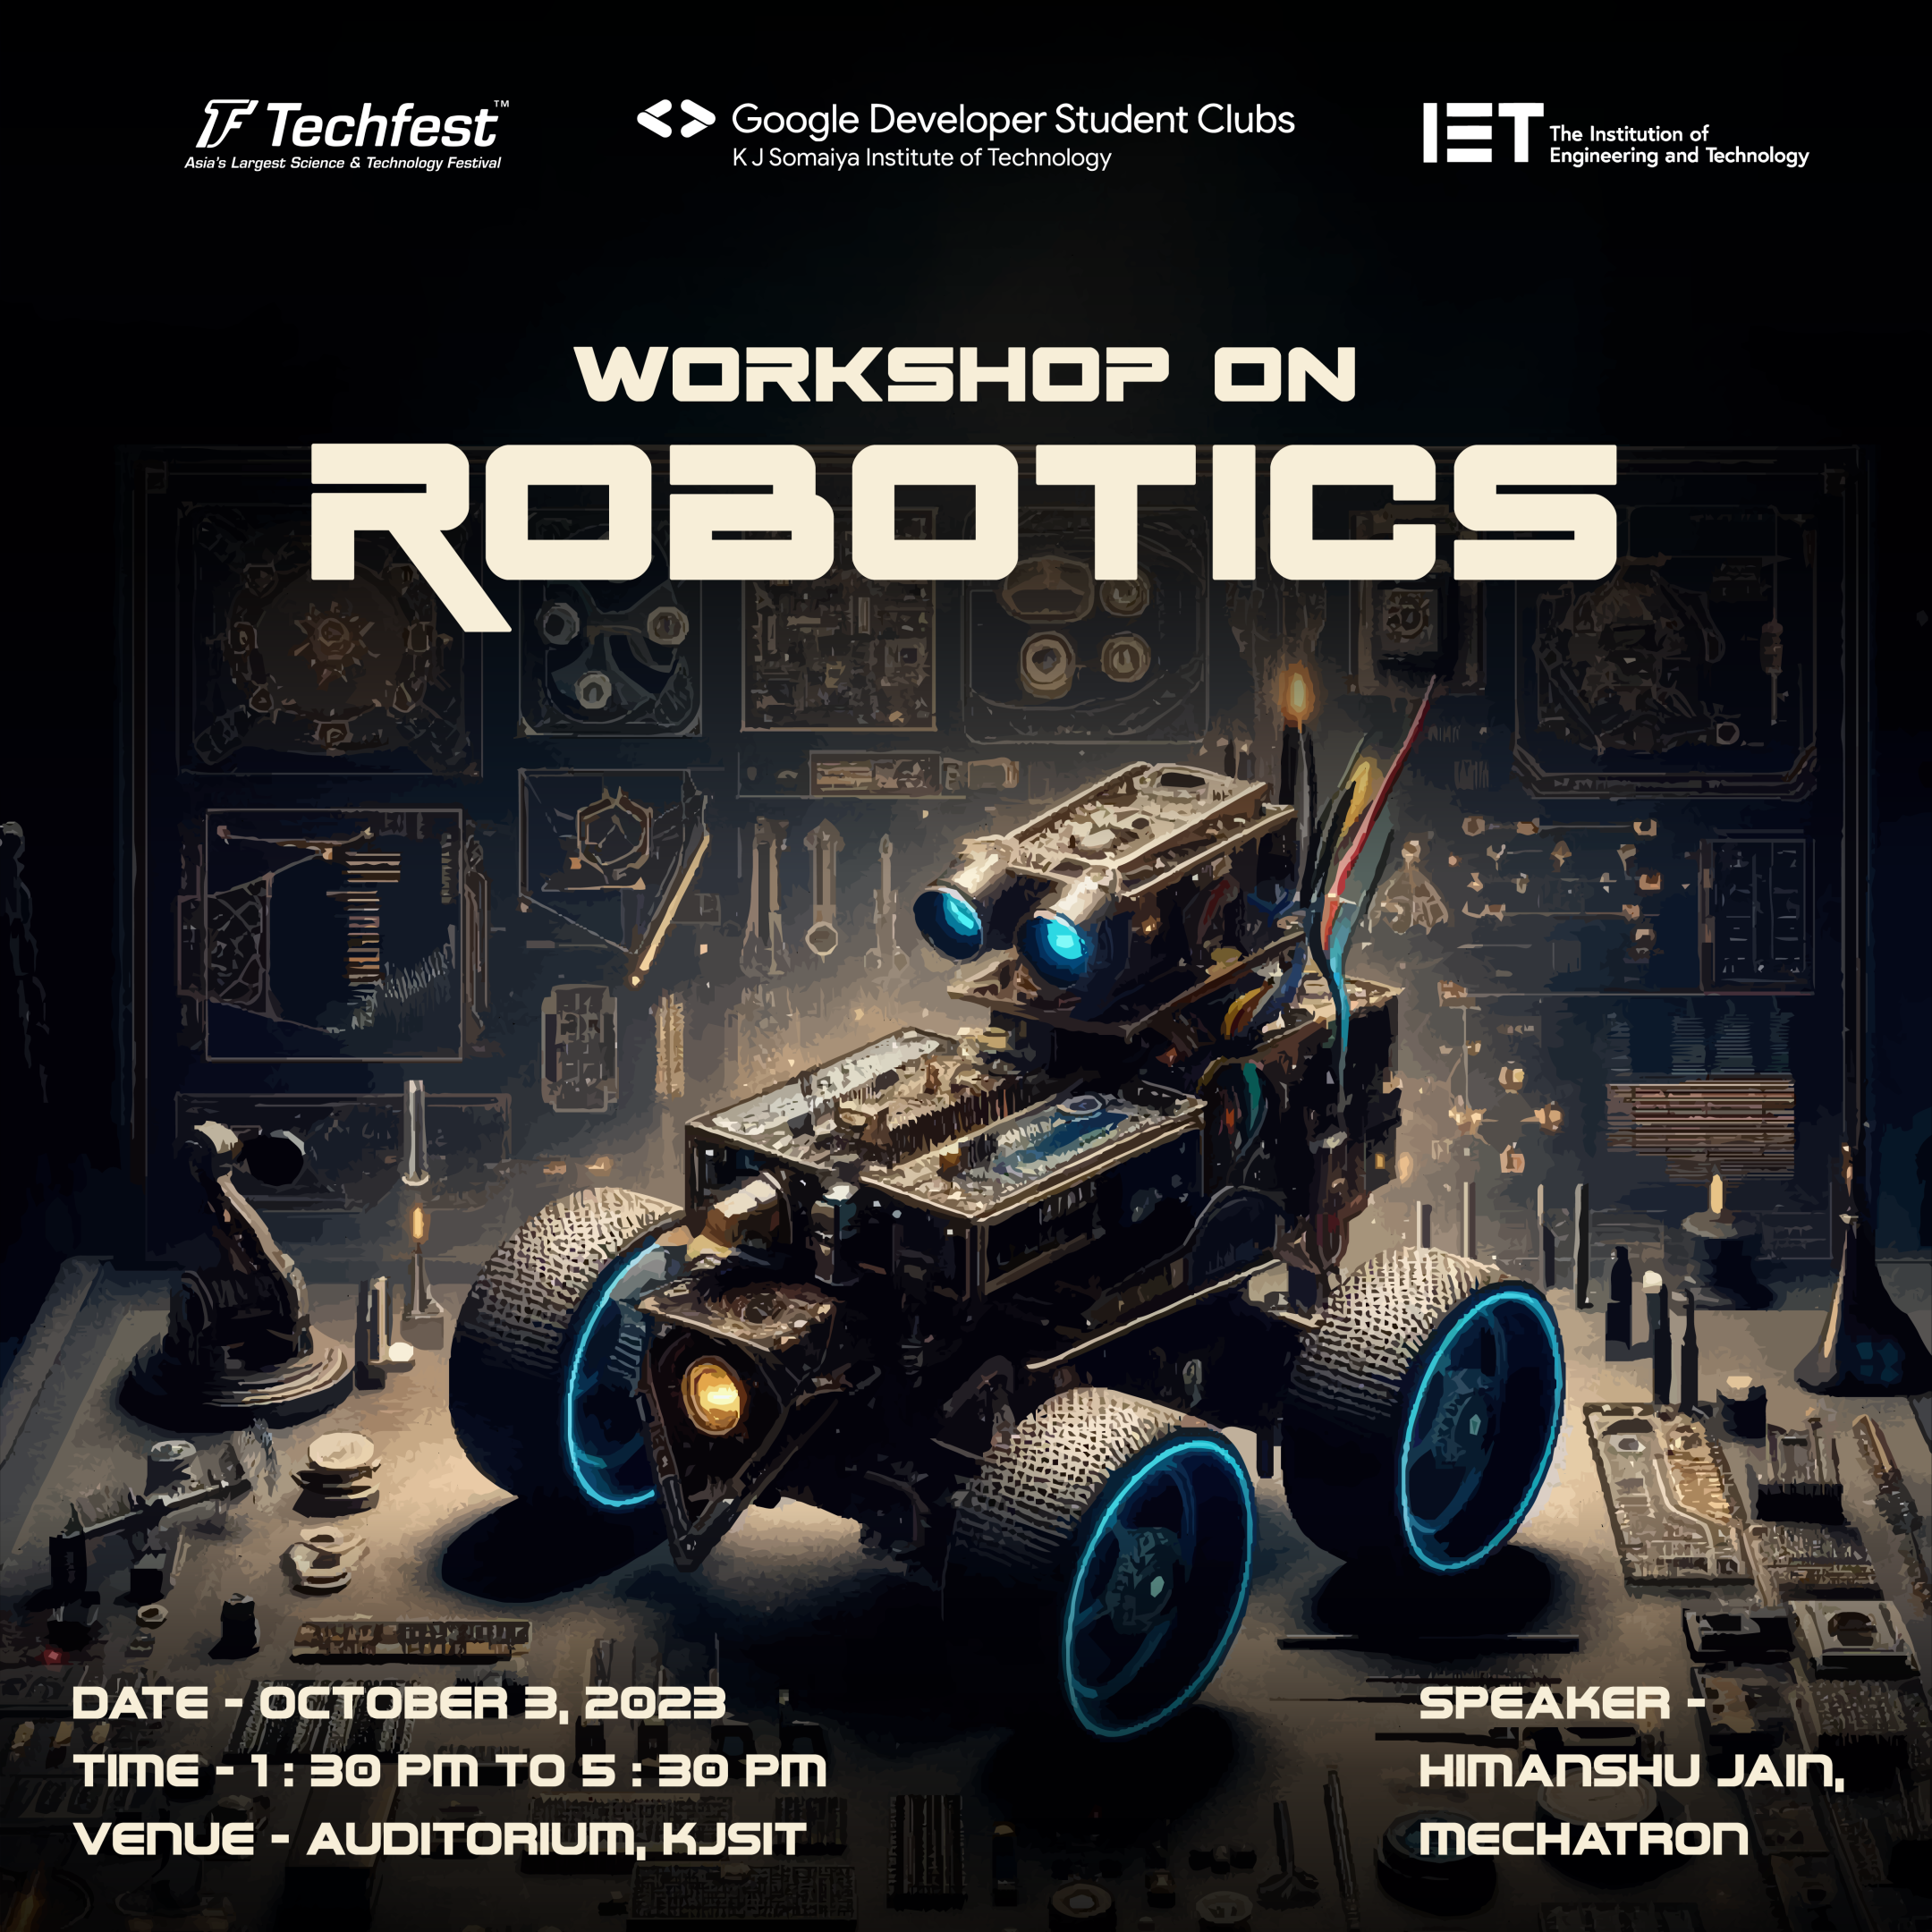 Techfest™
Asia's Largest Science & Technology Festival
Google Developer Student Clubs
K J Somaiya Institute of Technology
IET The Institution of
Engineering and Technology
WORKSHOP ON
ROBOTICS
DATE - OCTOBER 3, 2023
TIME - 1 : 30 PM TO 5 : 30 PM
VENUE - AUDITORIUM, KJSIT
SPEAKER -
HIMANSHU JAIN,
MECHATRON